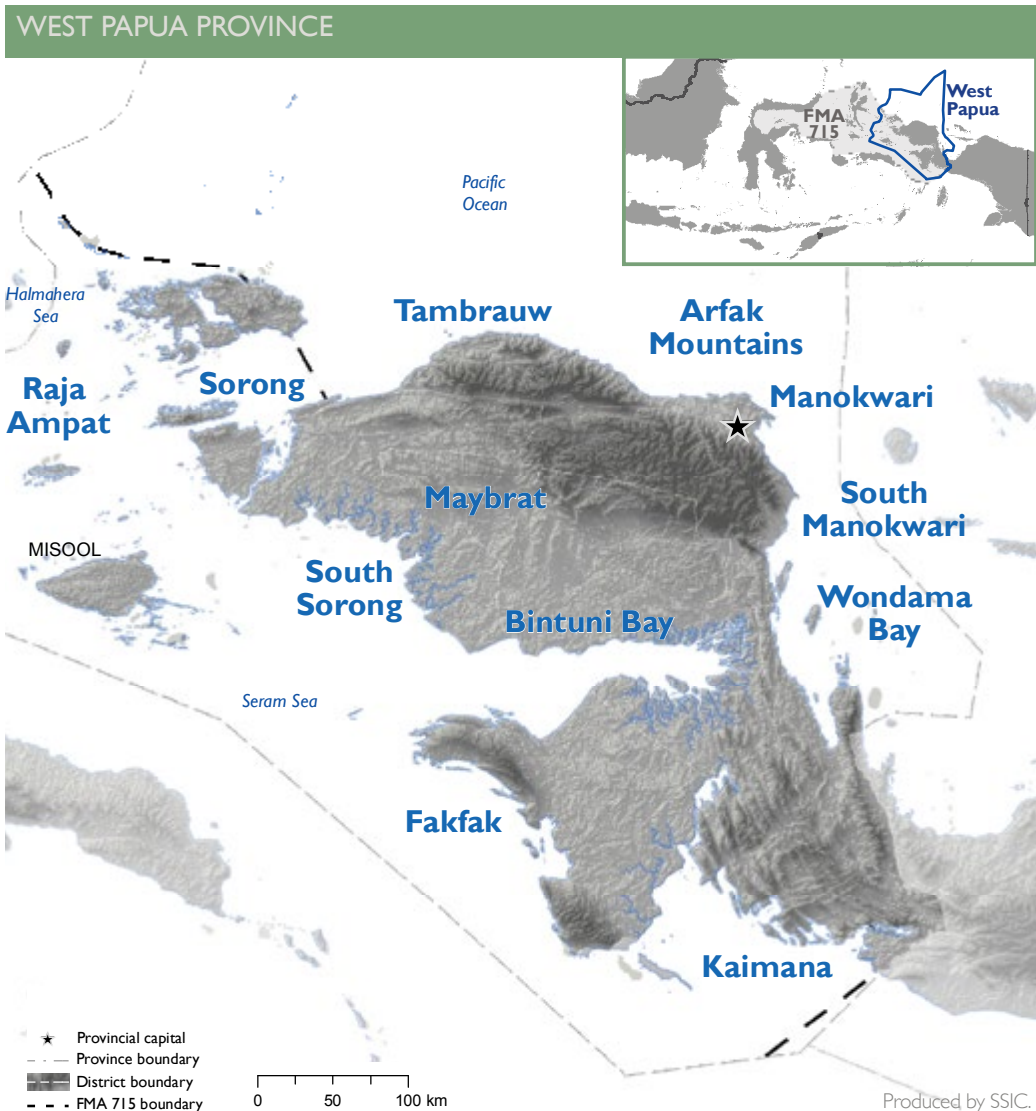 WEST PAPUA PROVINCE
West
Papua
FMA
715
Pacific
Ocean
Halmahera
Sea
Tambrauw
Arfak
Mountains
Raja
Ampat
Sorong
Manokwari
Maybrat
South
Manokwari
MISOOL
South
Sorong
Bintuni Bay
Wondama
Bay
Seram Sea
Fakfak
Kaimana
Provincial capital
Province boundary
District boundary
FMA 715 boundary
0 50 100 km
Produced by SSIC.